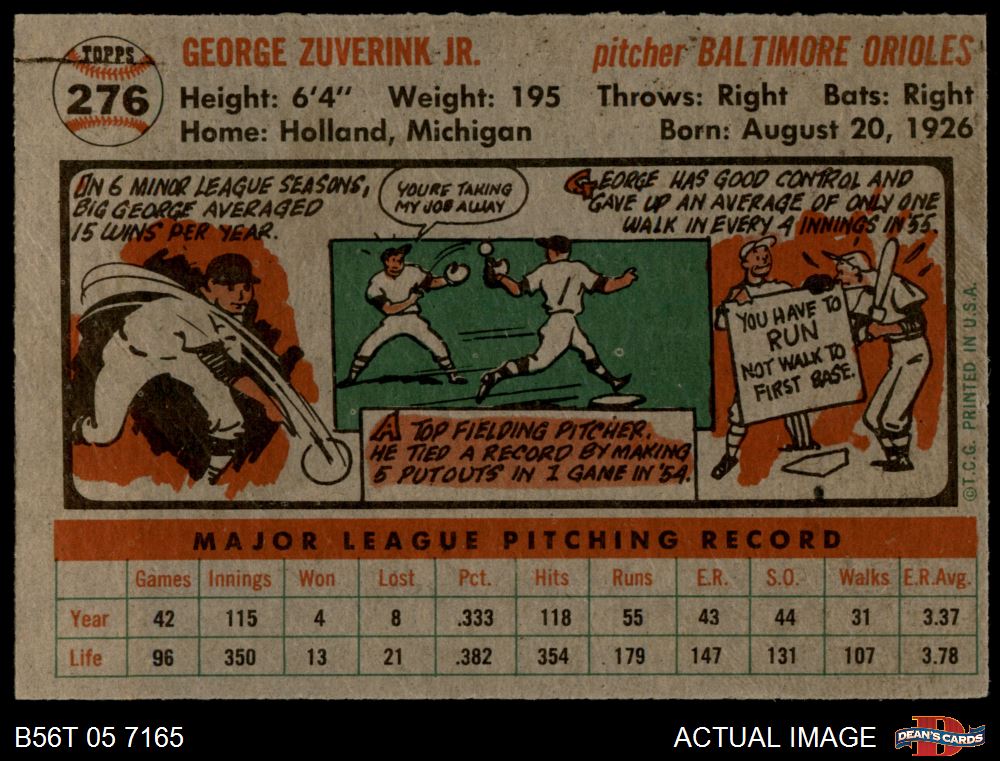 TOPPS
276
GEORGE ZUVERINK JR.
pitcher BALTIMORE ORIOLES
Height: 6'4" Weight: 195 Throws: Right Bats: Right
Home: Holland, Michigan Born: August 20, 1926
IN 6 MINOR LEAGUE SEASONS,
BIG GEORGE AVERAGED
15 WINS PER YEAR.
YOU'RE TAKING
MY JOB AWAY
GEORGE HAS GOOD CONTROL AND
GAVE UP AN AVERAGE OF ONLY ONE
WALK IN EVERY 4 INNINGS IN '55.
YOU HAVE TO
RUN
NOT WALK TO
FIRST BASE.
A TOP FIELDING PITCHER.
HE TIED A RECORD BY MAKING
5 PUTOUTS IN 1 GAME IN '54.
©T.C.G. PRINTED IN U.S.A.
MAJOR LEAGUE PITCHING RECORD
Games Innings Won Lost Pct. Hits Runs E.R. S.O. Walks E.R.Avg.
Year 42 115 4 8 .333 118 55 43 44 31 3.37
Life 96 350 13 21 .382 354 179 147 131 107 3.78
B56T 05 7165
ACTUAL IMAGE
DEAN'S CARDS